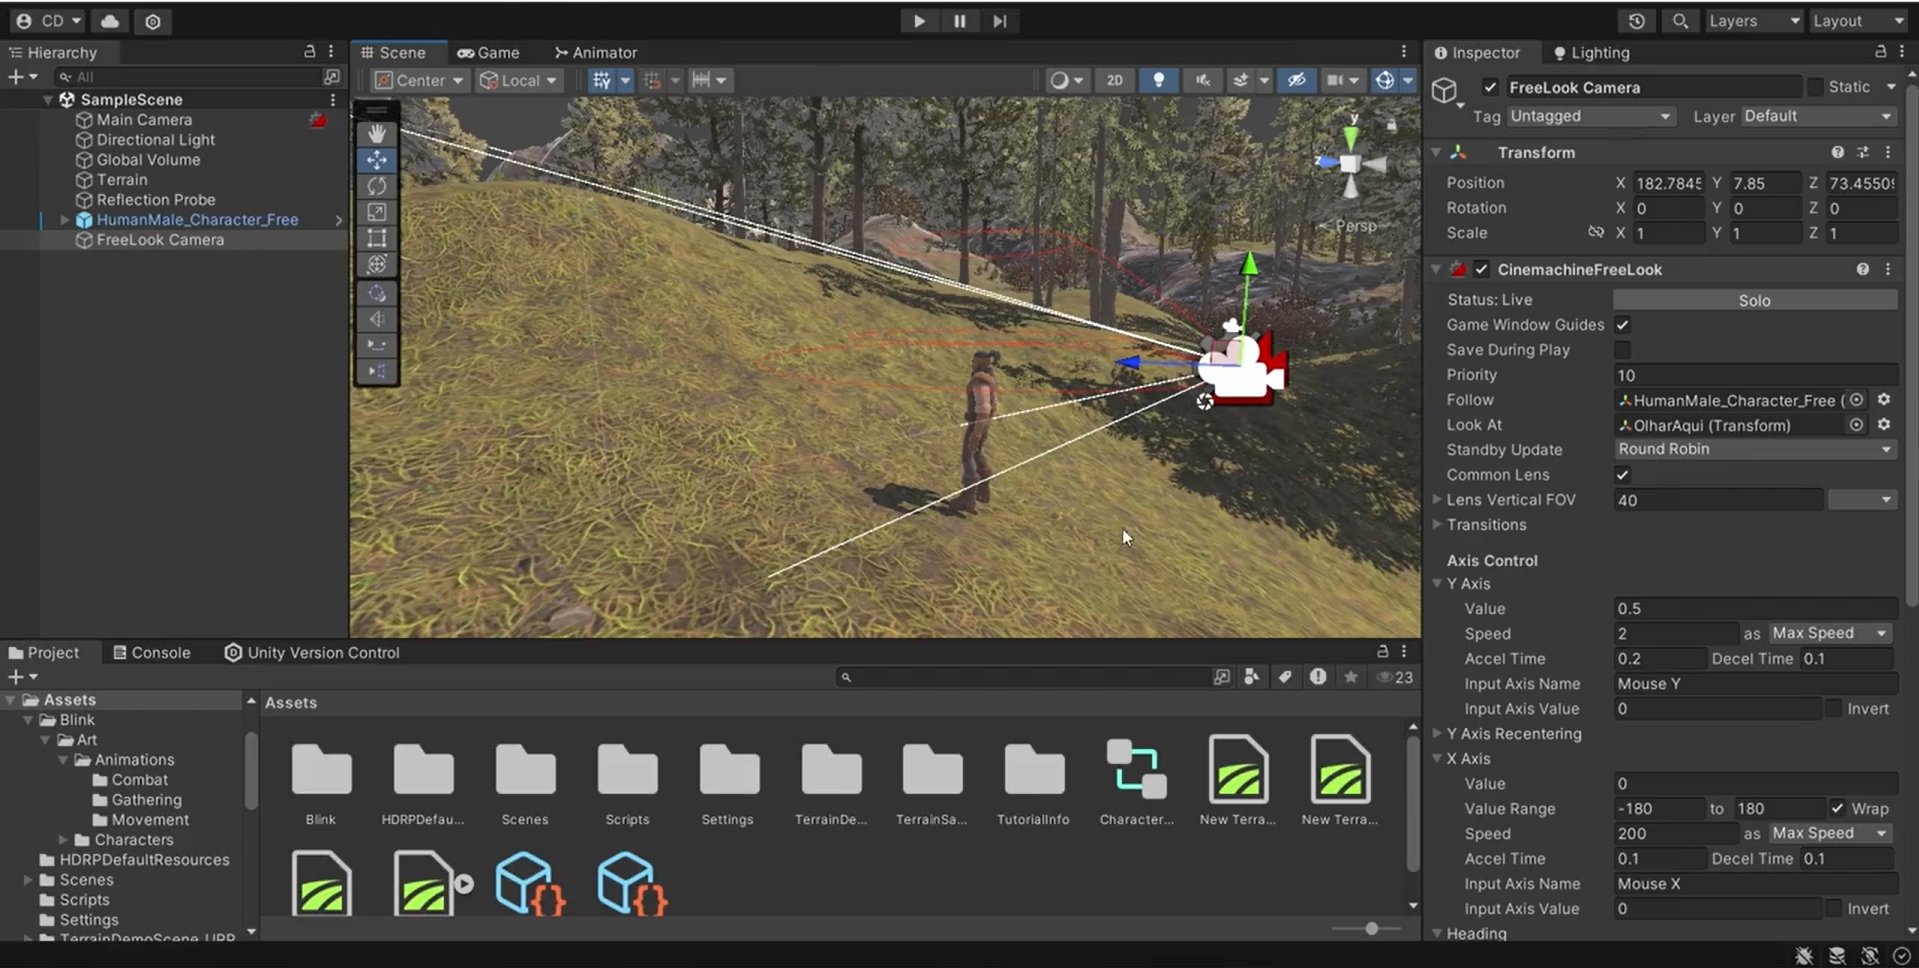 CD
Layers
Layout
Hierarchy
Scene
Game
Animator
Inspector
Lighting
All
Center
Local
2D
FreeLook Camera
Static
Tag
Untagged
Layer
Default
SampleScene
Main Camera
Directional Light
Global Volume
Terrain
Reflection Probe
HumanMale_Character_Free
FreeLook Camera
y
z
Persp
Transform
Position X 182.7845 Y 7.85 Z 73.4550
Rotation X 0 Y 0 Z 0
Scale X 1 Y 1 Z 1
CinemachineFreeLook
Status: Live Solo
Game Window Guides
Save During Play
Priority 10
Follow HumanMale_Character_Free (
Look At OlharAqui (Transform)
Standby Update Round Robin
Common Lens
Lens Vertical FOV 40
Transitions
Axis Control
Y Axis
Value 0.5
Speed 2 as Max Speed
Accel Time 0.2 Decel Time 0.1
Input Axis Name Mouse Y
Input Axis Value 0 Invert
Y Axis Recentering
X Axis
Value 0
Value Range -180 to 180 Wrap
Speed 200 as Max Speed
Accel Time 0.1 Decel Time 0.1
Input Axis Name Mouse X
Input Axis Value 0 Invert
Heading
Project
Console
Unity Version Control
23
Assets
Blink
Art
Animations
Combat
Gathering
Movement
Characters
HDRPDefaultResources
Scenes
Scripts
Settings
TerrainDemoScene_URP
Assets
Blink
HDRPDefau...
Scenes
Scripts
Settings
TerrainDe...
TerrainSa...
TutorialInfo
Character...
New Terra...
New Terra...